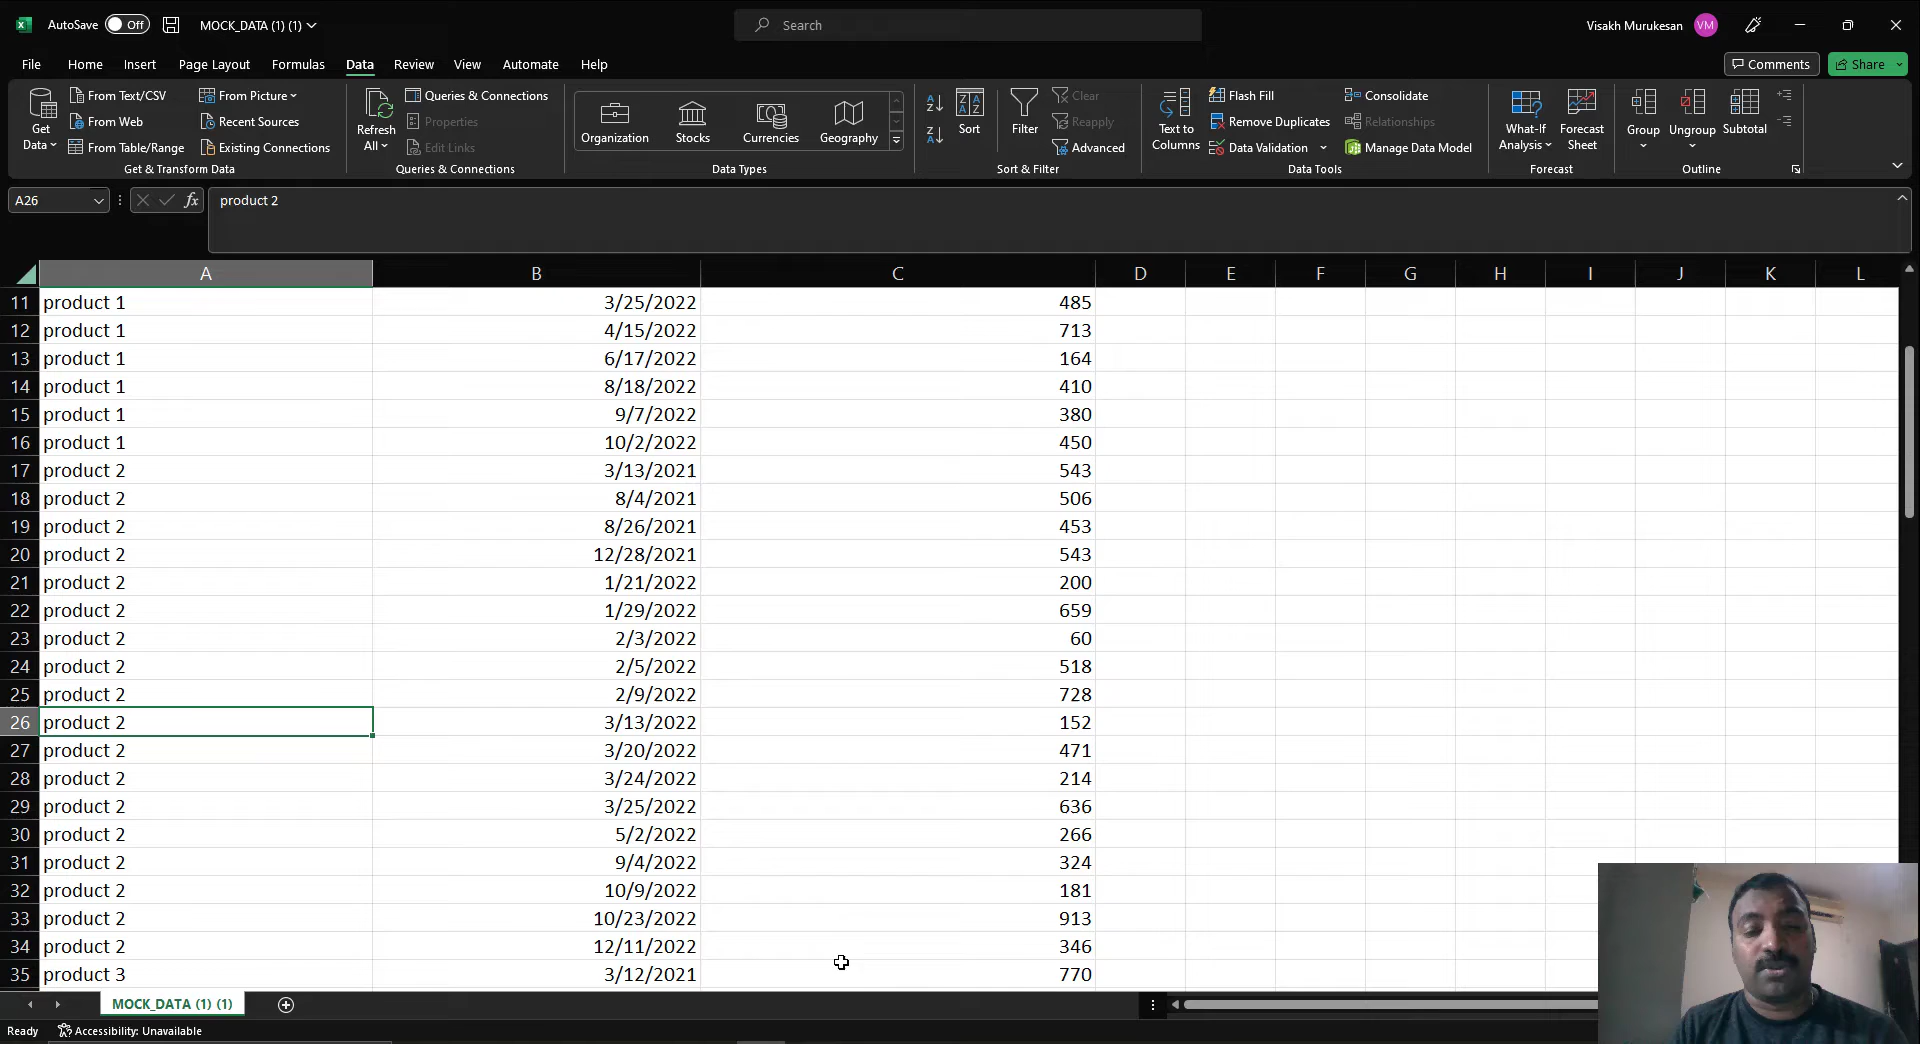 AutoSave Off MOCK_DATA (1) (1) Search Visakh Murukesan VM
File Home Insert Page Layout Formulas Data Review View Automate Help Comments Share
Get Data
From Text/CSV
From Web
From Table/Range
From Picture
Recent Sources
Existing Connections
Get & Transform Data
Refresh All
Queries & Connections
Properties
Edit Links
Queries & Connections
Organization Stocks Currencies Geography
Data Types
Sort
Filter
Clear
Reapply
Advanced
Sort & Filter
Text to Columns
Flash Fill
Remove Duplicates
Data Validation
Consolidate
Relationships
Manage Data Model
Data Tools
What-If Analysis
Forecast Sheet
Forecast
Group Ungroup Subtotal
Outline
A26 fx product 2
A B C D E F G H I J K L
11 product 1 3/25/2022 485
12 product 1 4/15/2022 713
13 product 1 6/17/2022 164
14 product 1 8/18/2022 410
15 product 1 9/7/2022 380
16 product 1 10/2/2022 450
17 product 2 3/13/2021 543
18 product 2 8/4/2021 506
19 product 2 8/26/2021 453
20 product 2 12/28/2021 543
21 product 2 1/21/2022 200
22 product 2 1/29/2022 659
23 product 2 2/3/2022 60
24 product 2 2/5/2022 518
25 product 2 2/9/2022 728
26 product 2 3/13/2022 152
27 product 2 3/20/2022 471
28 product 2 3/24/2022 214
29 product 2 3/25/2022 636
30 product 2 5/2/2022 266
31 product 2 9/4/2022 324
32 product 2 10/9/2022 181
33 product 2 10/23/2022 913
34 product 2 12/11/2022 346
35 product 3 3/12/2021 770
MOCK_DATA (1) (1)
Ready Accessibility: Unavailable